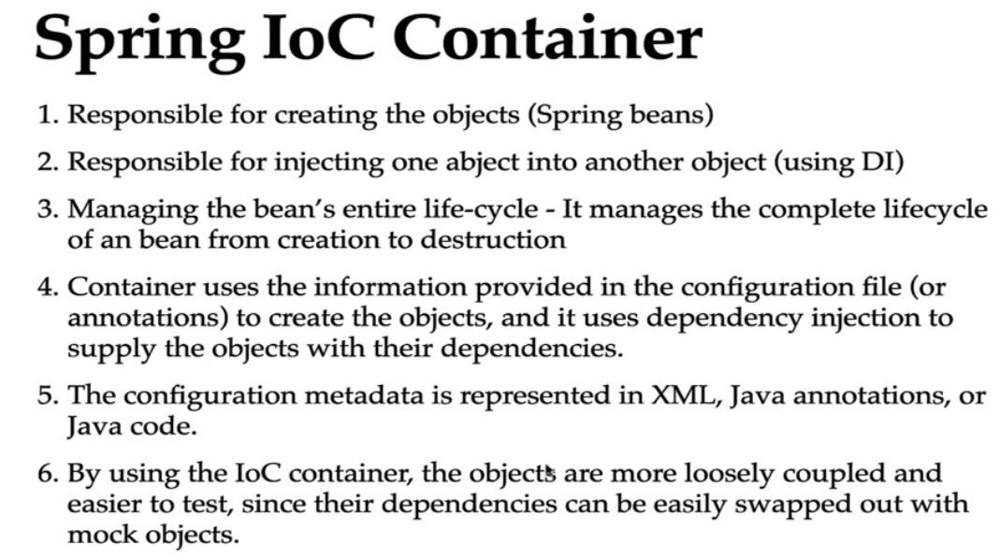 Spring IoC Container
1. Responsible for creating the objects (Spring beans)
2. Responsible for injecting one abject into another object (using DI)
3. Managing the bean’s entire life-cycle - It manages the complete lifecycle
of an bean from creation to destruction
4. Container uses the information provided in the configuration file (or
annotations) to create the objects, and it uses dependency injection to
supply the objects with their dependencies.
5. The configuration metadata is represented in XML, Java annotations, or
Java code.
6. By using the IoC container, the objects are more loosely coupled and
easier to test, since their dependencies can be easily swapped out with
mock objects.